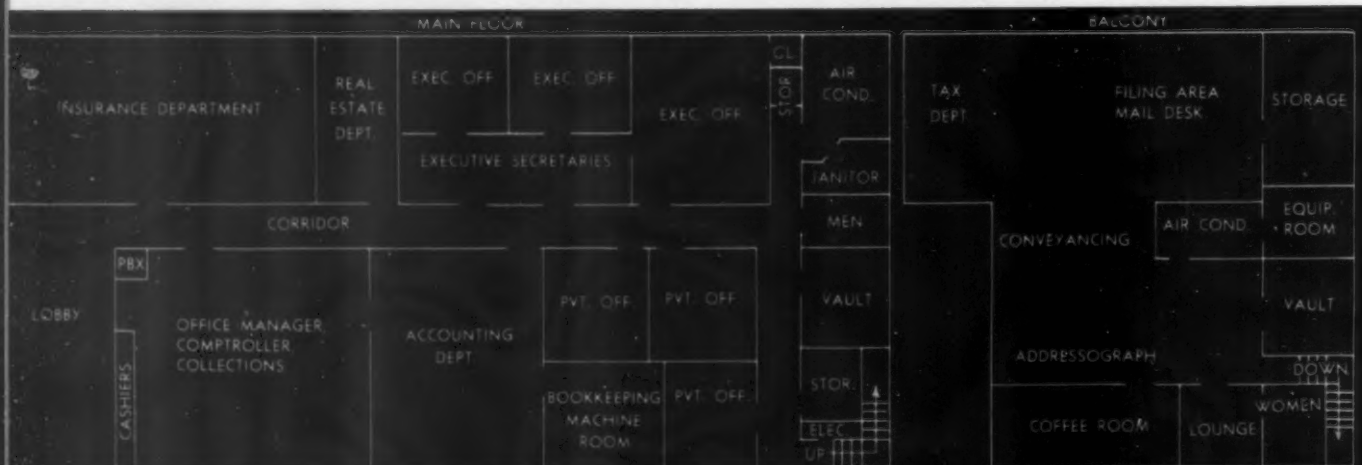 MAIN FLOOR
BALCONY
INSURANCE DEPARTMENT
REAL
ESTATE
DEPT.
EXEC. OFF.
EXEC. OFF.
EXEC. OFF.
EXECUTIVE SECRETARIES
CL.
STOR.
AIR
COND.
JANITOR
MEN
CORRIDOR
LOBBY
PBX
CASHIERS
OFFICE MANAGER
COMPTROLLER
COLLECTIONS
ACCOUNTING
DEPT.
PVT. OFF.
PVT. OFF.
BOOKKEEPING
MACHINE
ROOM
PVT. OFF.
VAULT
STOR.
ELEC.
UP
TAX
DEPT.
FILING AREA
MAIL DESK
STORAGE
CONVEYANCING
AIR COND.
EQUIP.
ROOM
VAULT
ADDRESSOGRAPH
DOWN
COFFEE ROOM
LOUNGE
WOMEN